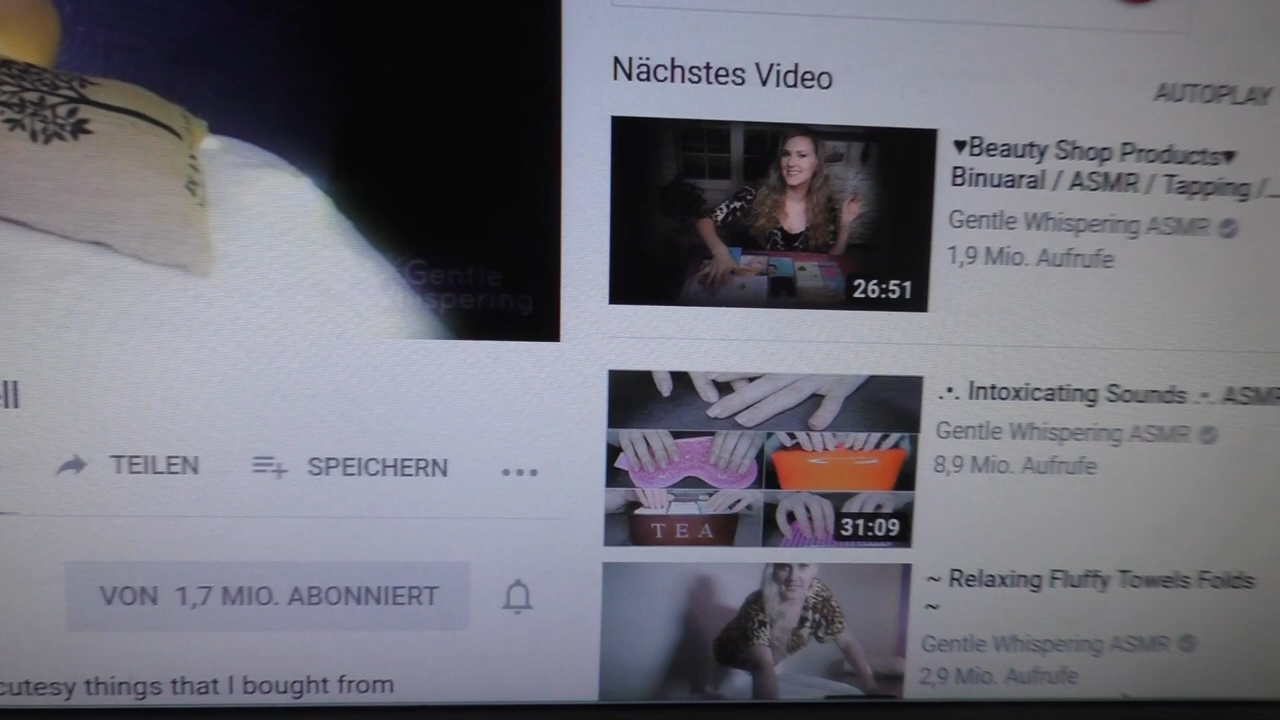 Gentle
Whispering
TEILEN
SPEICHERN
VON 1,7 MIO. ABONNIERT
cutesy things that I bought from
Nächstes Video
AUTOPLAY
26:51
♥Beauty Shop Products♥
Binuaral / ASMR / Tapping /...
Gentle Whispering ASMR
1,9 Mio. Aufrufe
TEA
31:09
.•. Intoxicating Sounds .•. ASMR
Gentle Whispering ASMR
8,9 Mio. Aufrufe
~ Relaxing Fluffy Towels Folds
~
Gentle Whispering ASMR
2,9 Mio. Aufrufe